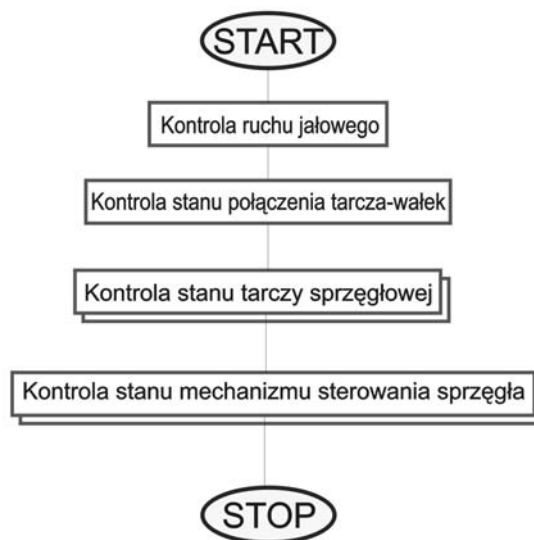 START
Kontrola ruchu jałowego
Kontrola stanu połączenia tarcza-wałek
Kontrola stanu tarczy sprzęgłowej
Kontrola stanu mechanizmu sterowania sprzęgła
STOP